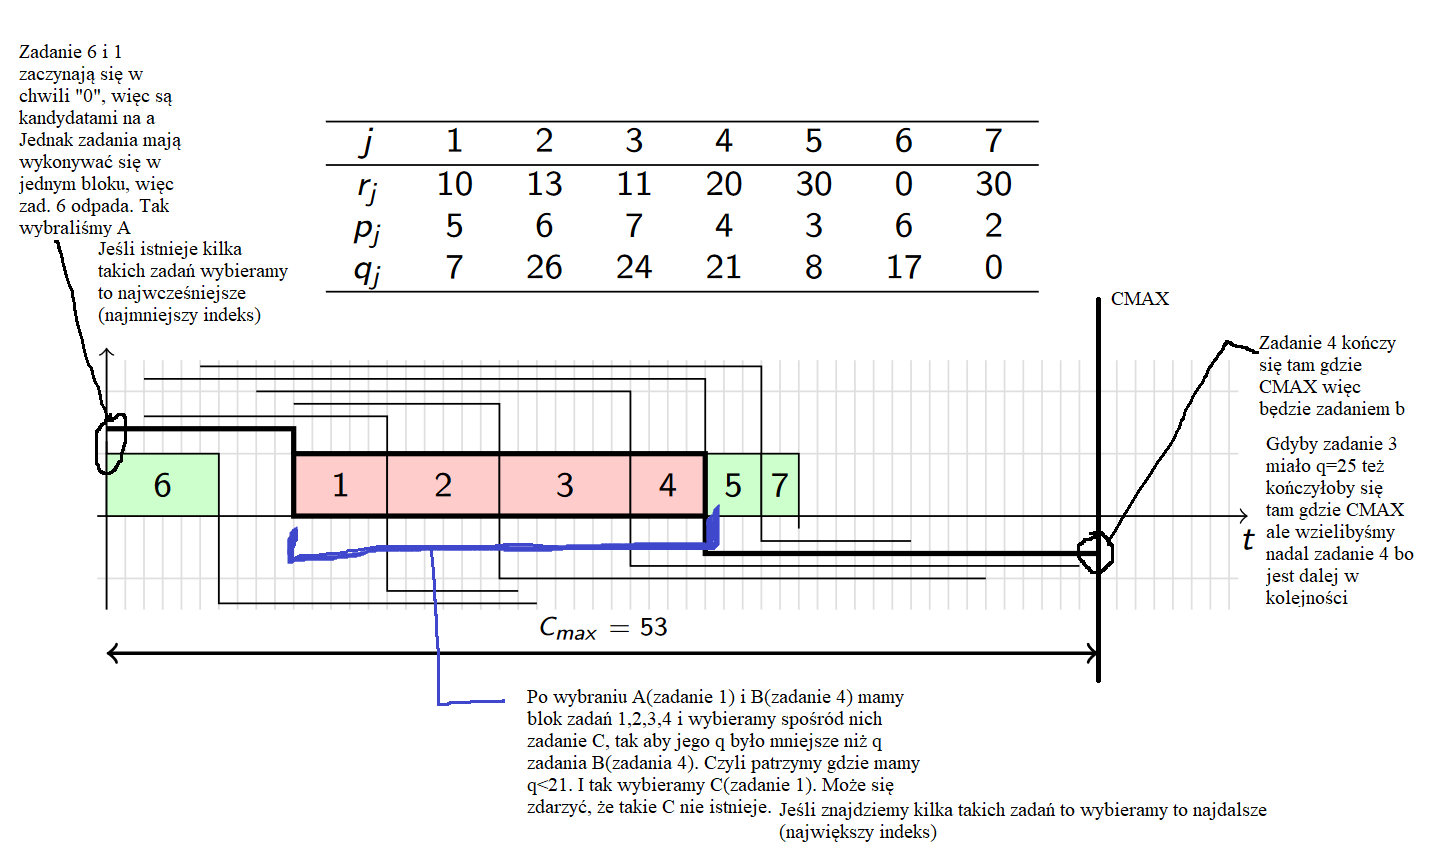 Zadanie 6 i 1
zaczynają się w
chwili "0", więc są
kandydatami na a
Jednak zadania mają
wykonywać się w
jednym bloku, więc
zad. 6 odpada. Tak
wybraliśmy A
Jeśli istnieje kilka
takich zadań wybieramy
to najwcześniejsze
(najmniejszy indeks)
j 1 2 3 4 5 6 7
rj 10 13 11 20 30 0 30
pj 5 6 7 4 3 6 2
qj 7 26 24 21 8 17 0
CMAX
Zadanie 4 kończy
się tam gdzie
CMAX więc
będzie zadaniem b
Gdyby zadanie 3
miało q=25 też
kończyłoby się
tam gdzie CMAX
ale wzielibyśmy
nadal zadanie 4 bo
jest dalej w
kolejności
6 1 2 3 4 5 7
t
Cmax = 53
Po wybraniu A(zadanie 1) i B(zadanie 4) mamy
blok zadań 1,2,3,4 i wybieramy spośród nich
zadanie C, tak aby jego q było mniejsze niż q
zadania B(zadania 4). Czyli patrzymy gdzie mamy
q<21. I tak wybieramy C(zadanie 1). Może się
zdarzyć, że takie C nie istnieje.
Jeśli znajdziemy kilka takich zadań to wybieramy to najdalsze
(największy indeks)